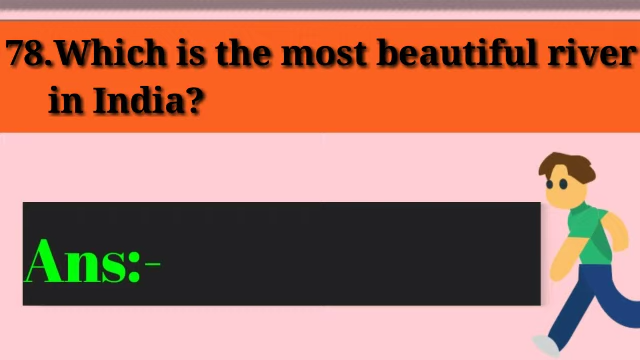 78.Which is the most beautiful river
in India?
Ans:-